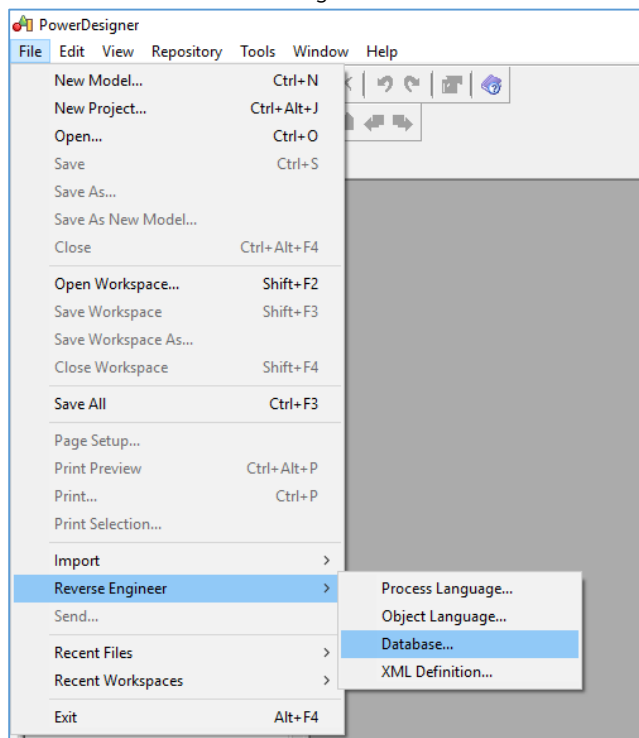 PowerDesigner
File Edit View Repository Tools Window Help
New Model... Ctrl+N
New Project... Ctrl+Alt+J
Open... Ctrl+O
Save Ctrl+S
Save As...
Save As New Model...
Close Ctrl+Alt+F4
Open Workspace... Shift+F2
Save Workspace Shift+F3
Save Workspace As...
Close Workspace Shift+F4
Save All Ctrl+F3
Page Setup...
Print Preview Ctrl+Alt+P
Print... Ctrl+P
Print Selection...
Import >
Reverse Engineer > Process Language...
Send... Object Language...
Recent Files > Database...
Recent Workspaces > XML Definition...
Exit Alt+F4